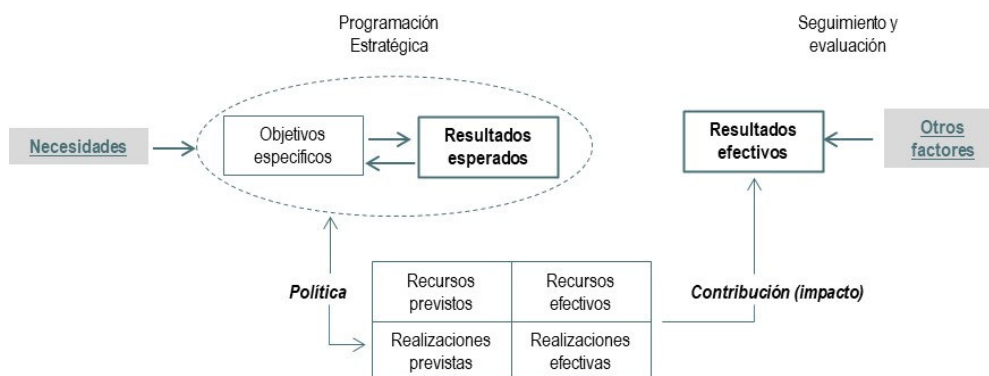 Programación
Estratégica
Seguimiento y
evaluación
Necesidades
Objetivos
específicos
Resultados
esperados
Resultados
efectivos
Otros
factores
Política
Recursos
previstos
Recursos
efectivos
Contribución (impacto)
Realizaciones
previstas
Realizaciones
efectivas